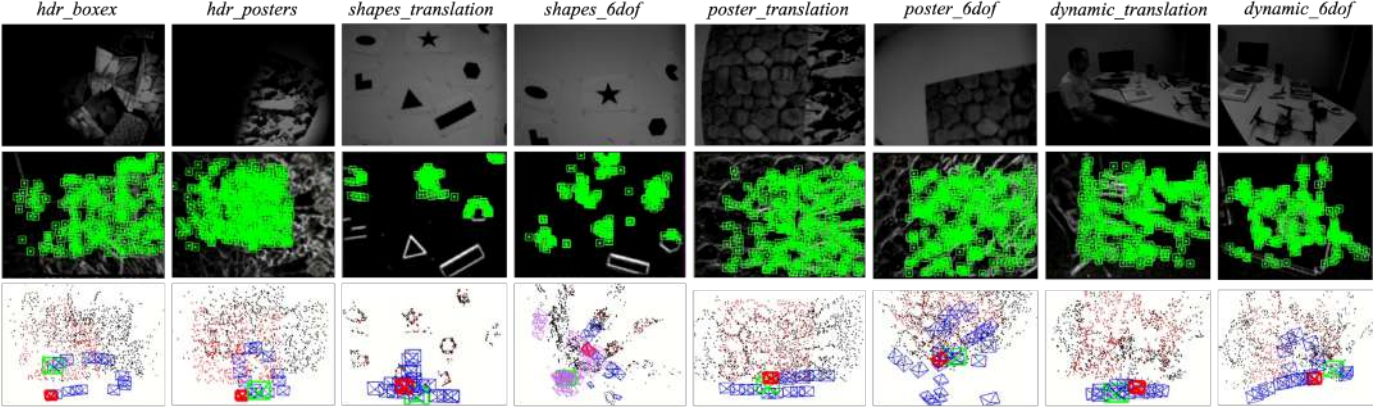 hdr_boxex
hdr_posters
shapes_translation
shapes_6dof
poster_translation
poster_6dof
dynamic_translation
dynamic_6dof